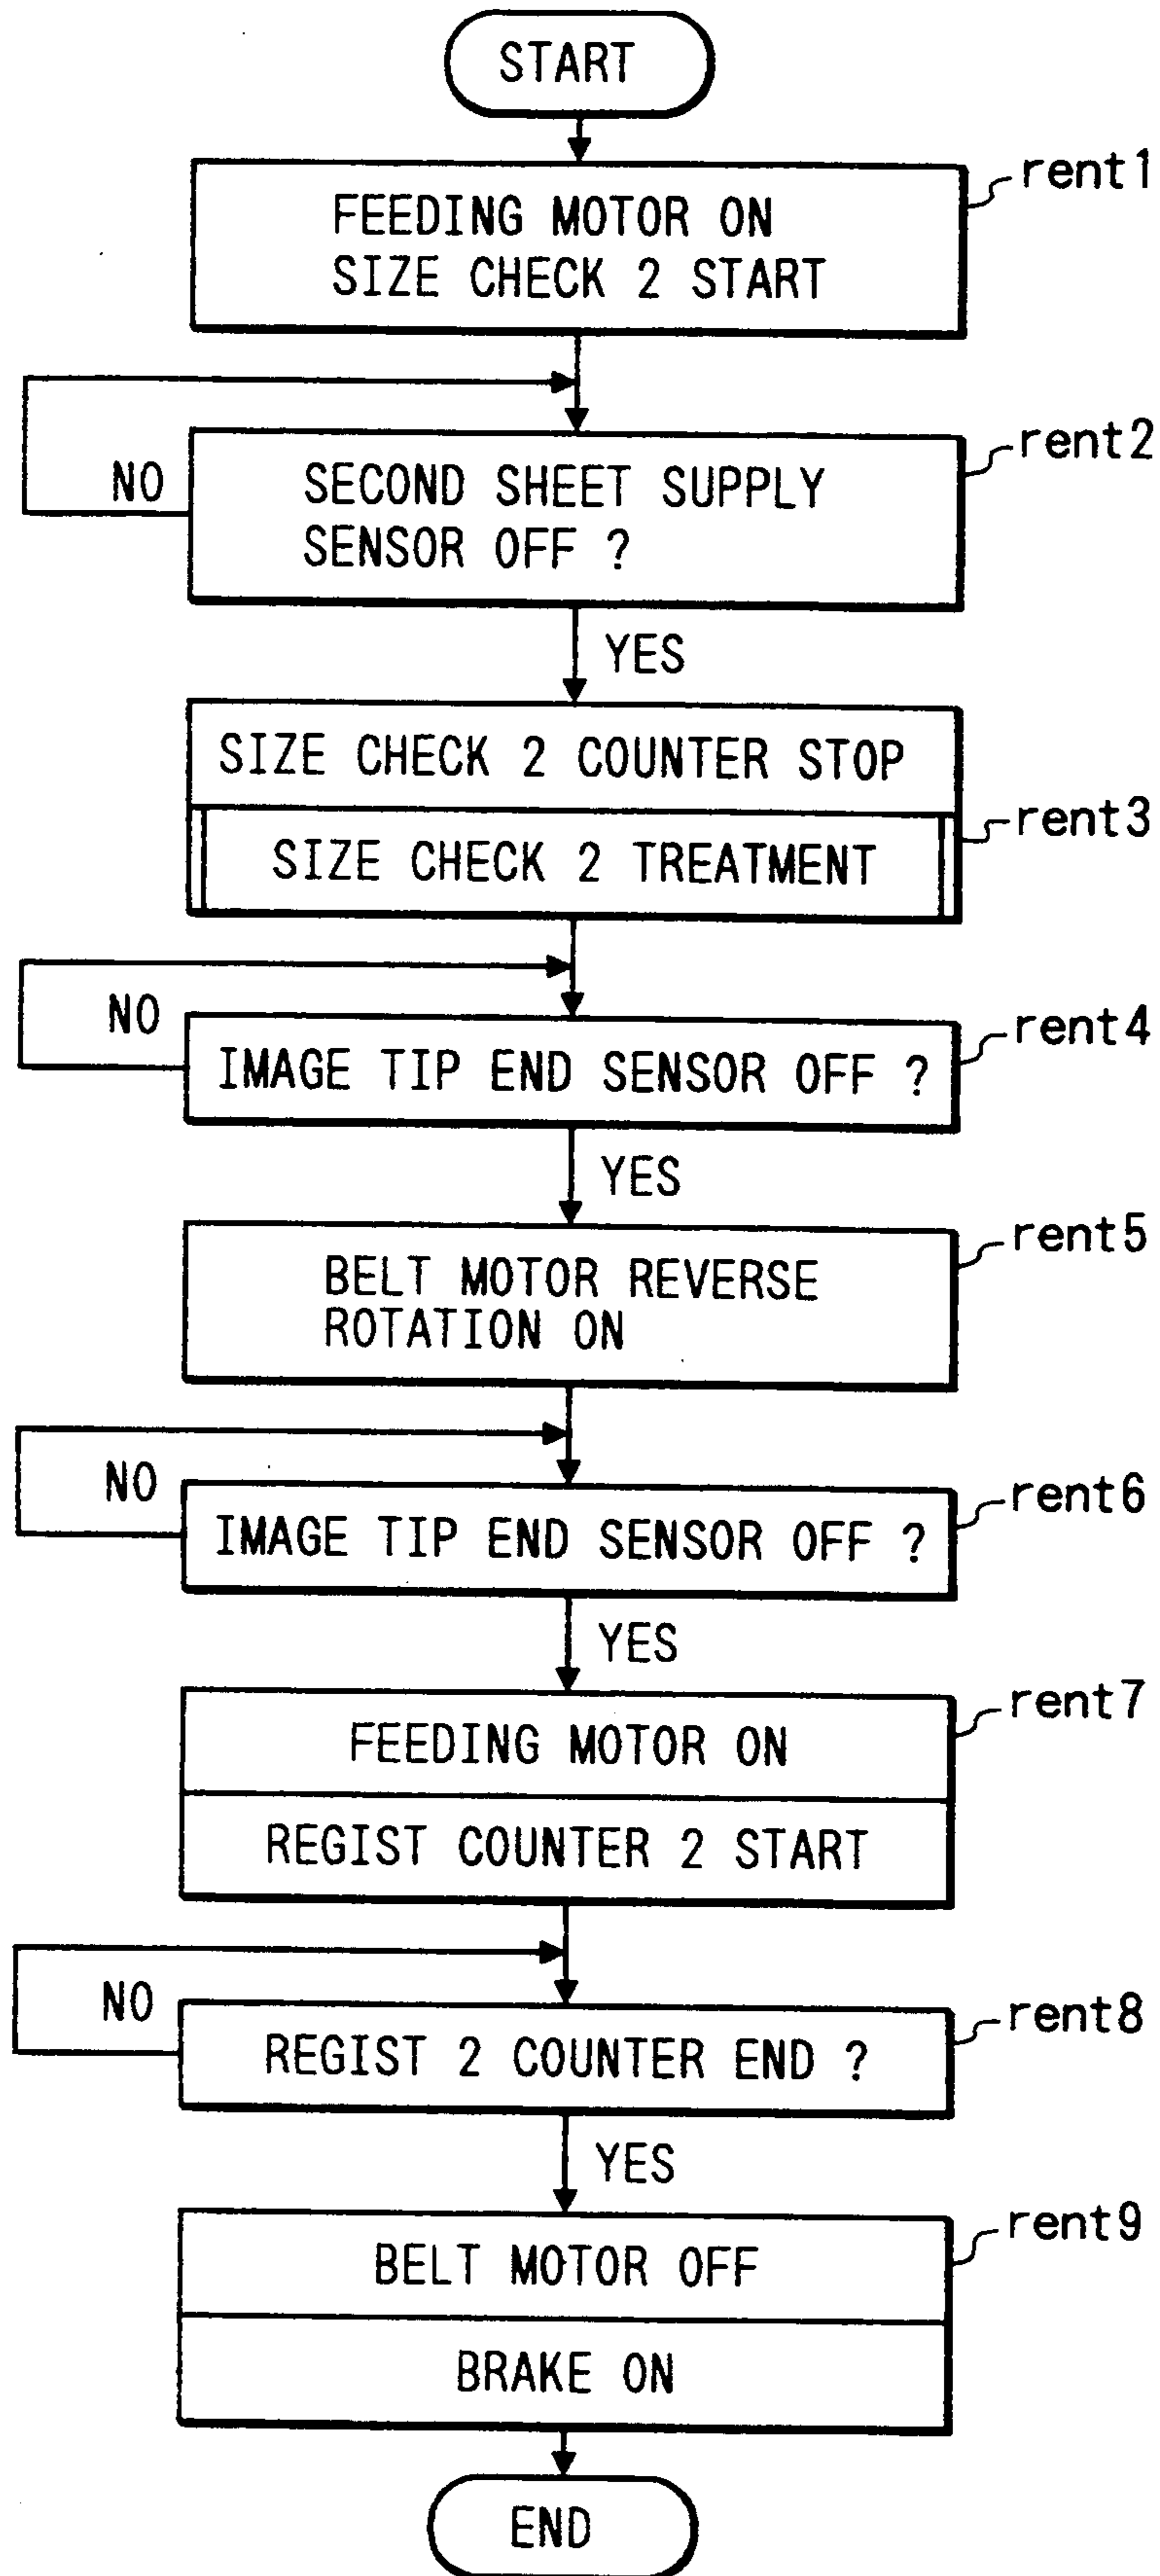 START
rent1
FEEDING MOTOR ON
SIZE CHECK 2 START
rent2
NO
SECOND SHEET SUPPLY
SENSOR OFF ?
YES
SIZE CHECK 2 COUNTER STOP
rent3
SIZE CHECK 2 TREATMENT
NO
rent4
IMAGE TIP END SENSOR OFF ?
YES
rent5
BELT MOTOR REVERSE
ROTATION ON
NO
rent6
IMAGE TIP END SENSOR OFF ?
YES
rent7
FEEDING MOTOR ON
REGIST COUNTER 2 START
NO
rent8
REGIST 2 COUNTER END ?
YES
rent9
BELT MOTOR OFF
BRAKE ON
END